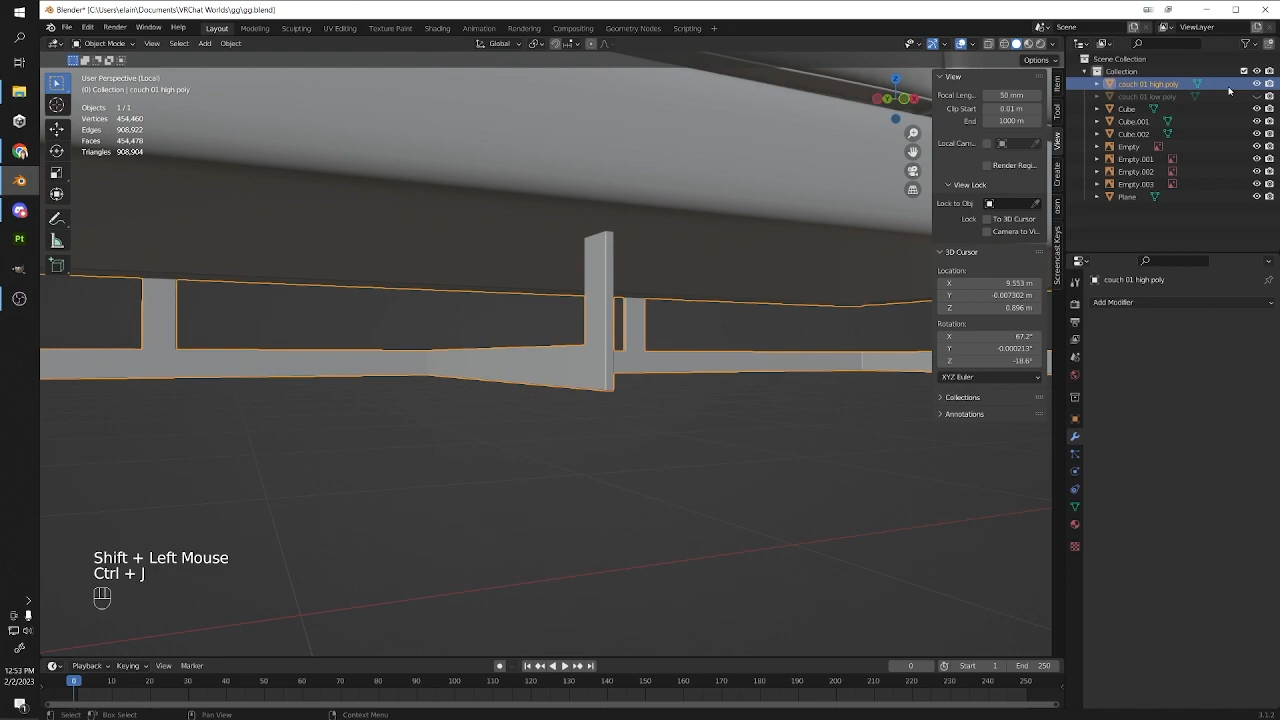 Blender* [C:\Users\elain\Documents\VRChat Worlds\gg\gg.blend]
File Edit Render Window Help Layout Modeling Sculpting UV Editing Texture Paint Shading Animation Rendering Compositing Geometry Nodes Scripting Scene ViewLayer
Object Mode View Select Add Object Global
Options
User Perspective (Local)
(0) Collection | couch 01 high poly
Objects 1 / 1
Vertices 454,460
Edges 908,922
Faces 454,478
Triangles 908,904
View
Focal Leng... 50 mm
Clip Start 0.01 m
End 1000 m
Local Cam...
Render Regi...
View Lock
Lock to Obj
Lock To 3D Cursor
Camera to Vi...
3D Cursor
Location:
X 9.553 m
Y -0.007302 m
Z 0.896 m
Rotation:
X 67.2°
Y -0.000213°
Z -18.6°
XYZ Euler
Collections
Annotations
Item
Tool
View
Create
osm
Screencast Keys
Scene Collection
Collection
couch 01 high poly
couch 01 low poly
Cube
Cube.001
Cube.002
Empty
Empty.001
Empty.002
Empty.003
Plane
couch 01 high poly
Add Modifier
Shift + Left Mouse
Ctrl + J
Pt
12:53 PM
2/2/2023
Playback Keying View Marker 0 Start 1 End 250
0 10 20 30 40 50 60 70 80 90 100 110 120 130 140 150 160 170 180 190 200 210 220 230 240 250
Select Box Select Pan View Context Menu 3.1.2